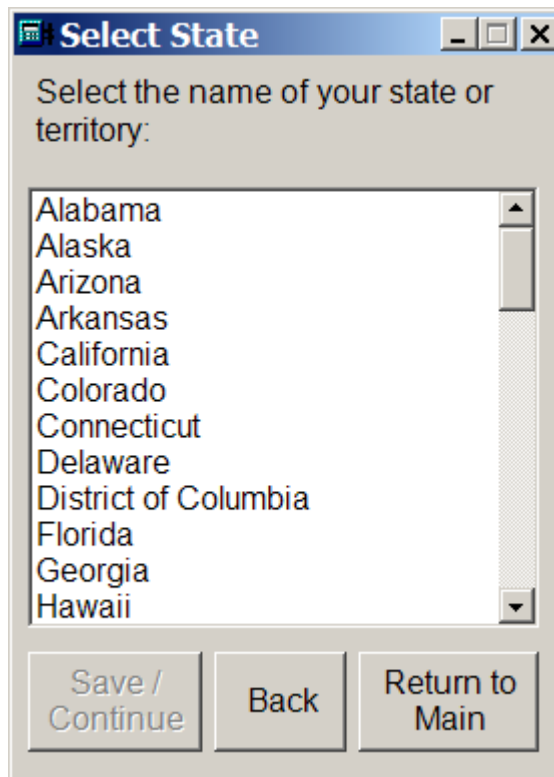 Select State
Select the name of your state or
territory:
Alabama
Alaska
Arizona
Arkansas
California
Colorado
Connecticut
Delaware
District of Columbia
Florida
Georgia
Hawaii
Save /
Continue
Back
Return to
Main